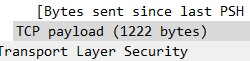 [Bytes sent since last PSH
TCP payload (1222 bytes)
Transport Layer Security